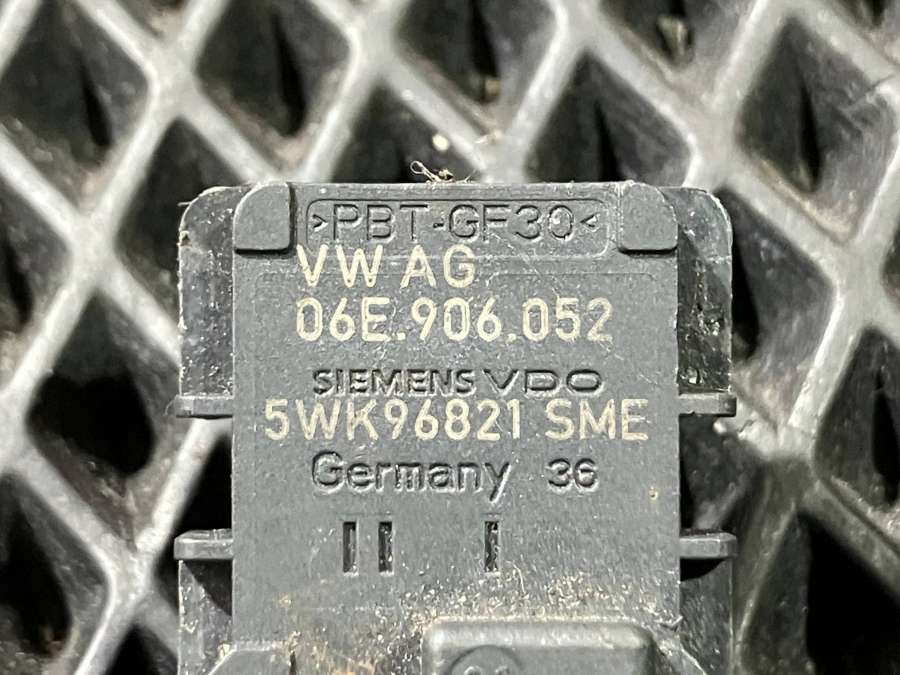 >PBT-GF30<
VW AG
06E.906.052
SIEMENS VDO
5WK96821 SME
Germany 36